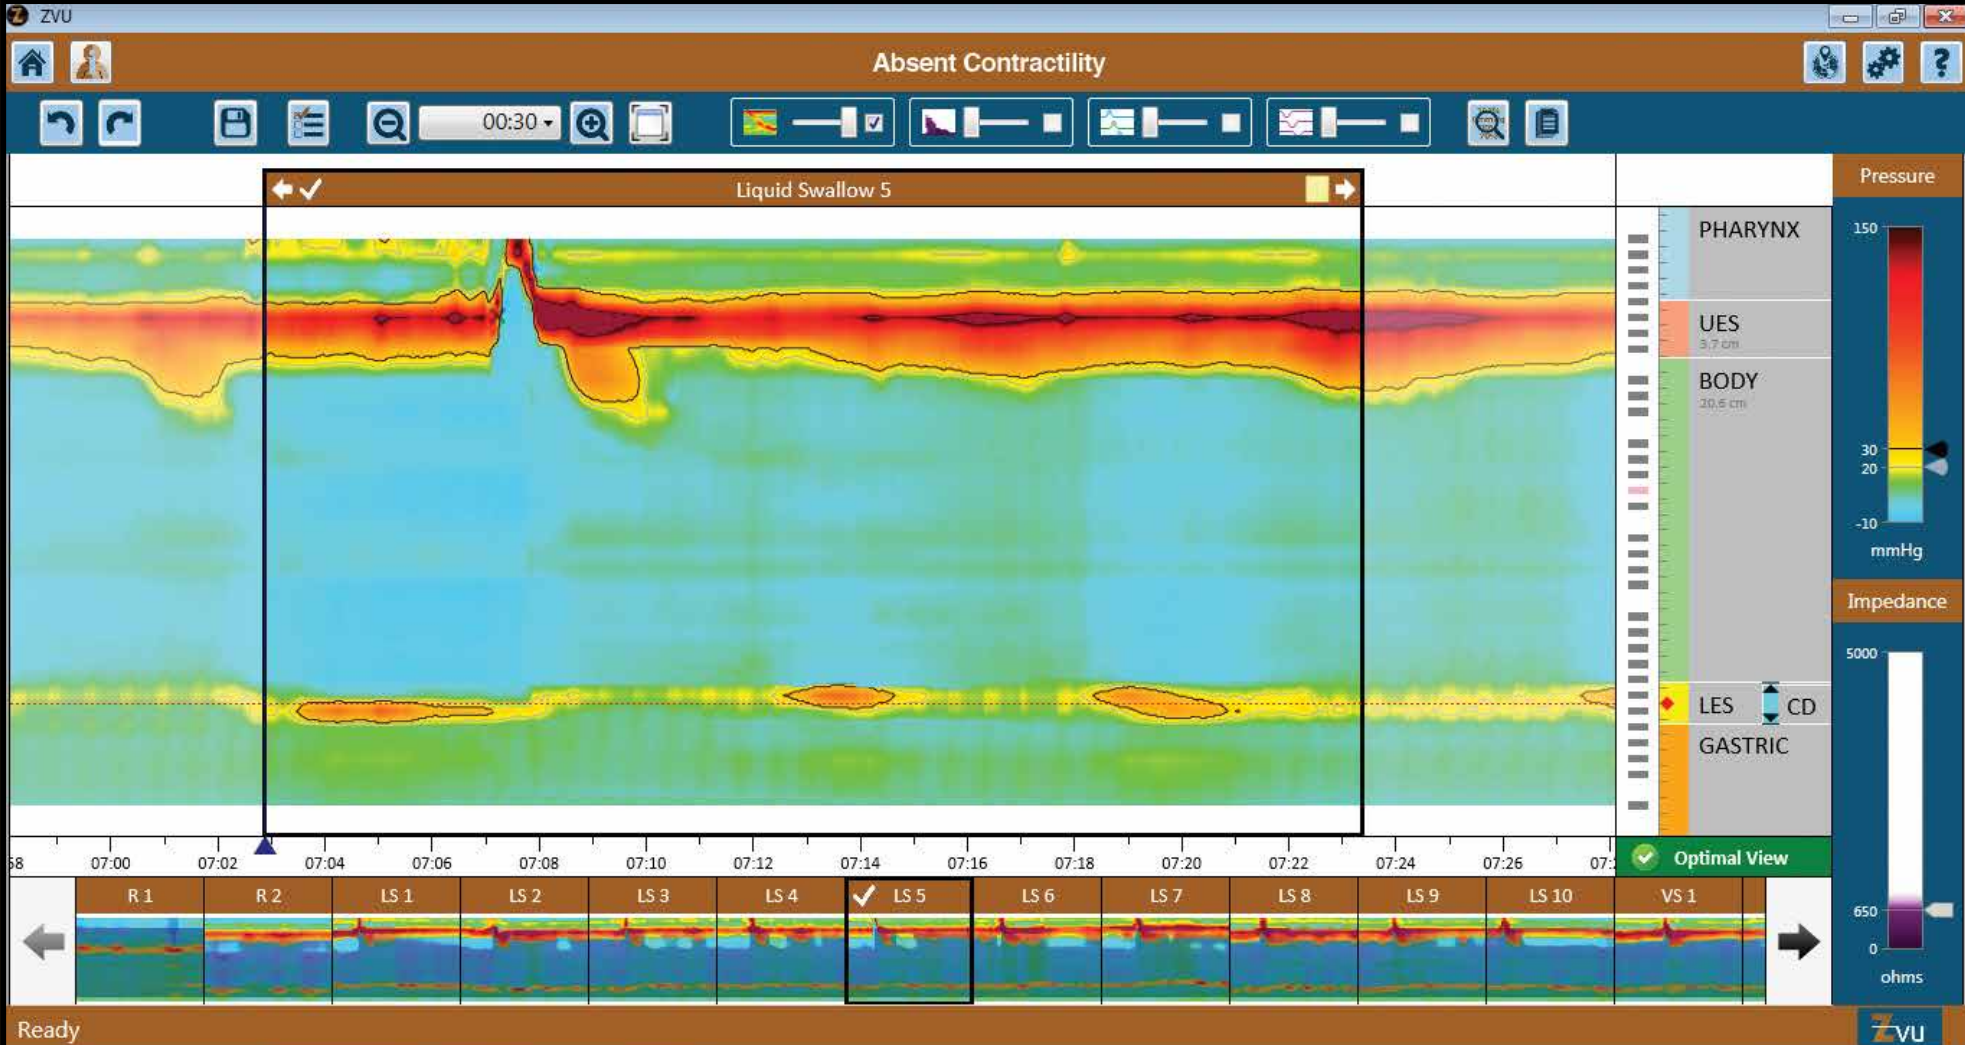 ZVU
Absent Contractility
?
00:30
Liquid Swallow 5
Pressure
PHARYNX
150
UES
3.7 cm
BODY
20.6 cm
30
20
-10
mmHg
Impedance
5000
LES CD
GASTRIC
58 07:00 07:02 07:04 07:06 07:08 07:10 07:12 07:14 07:16 07:18 07:20 07:22 07:24 07:26 07:
Optimal View
R 1 R 2 LS 1 LS 2 LS 3 LS 4 LS 5 LS 6 LS 7 LS 8 LS 9 LS 10 VS 1
650
0
ohms
Ready
ZVU